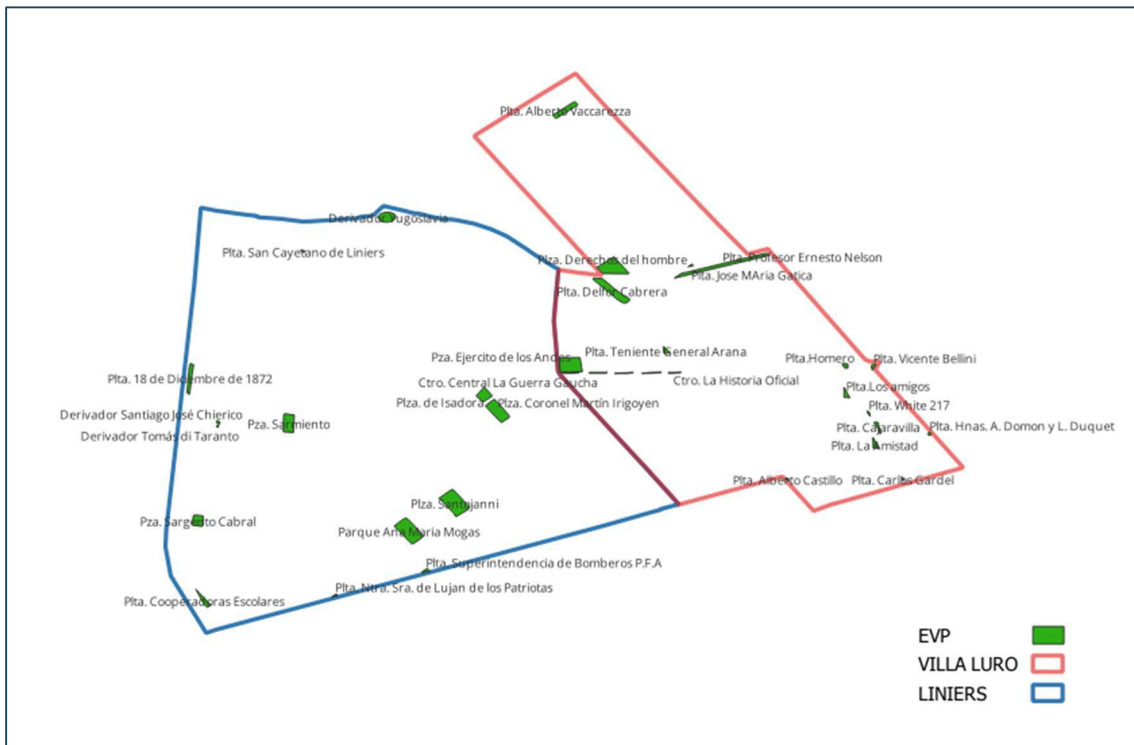 Plta. Alberto Vaccarezza
Derivador Yugoslavia
Plta. San Cayetano de Liniers
Plza. Derechos del hombre
Plta. Profesor Ernesto Nelson
Plta. Jose MAria Gatica
Plta. Delfor Cabrera
Pza. Ejercito de los Andes
Plta. Teniente General Arana
Plta.Homero
Plta. Vicente Bellini
Plta. 18 de Diciembre de 1872
Ctro. Central La Guerra Gaucha
Ctro. La Historia Oficial
Plta.Los amigos
Plza. de Isadora
Plza. Coronel Martín Irigoyen
Plta. White 217
Derivador Santiago José Chierico
Pza. Sarmiento
Plta. Calaravilla
Plta. Hnas. A. Domon y L. Duquet
Derivador Tomás di Taranto
Plta. La Amistad
Plta. Alberto Castillo
Plta. Carlos Gardel
Plza. Santojanni
Pza. Sargento Cabral
Parque Ana Maria Mogas
Plta. Superintendencia de Bomberos P.F.A
Plta. Ntra. Sra. de Lujan de los Patriotas
Plta. Cooperadoras Escolares
EVP
VILLA LURO
LINIERS